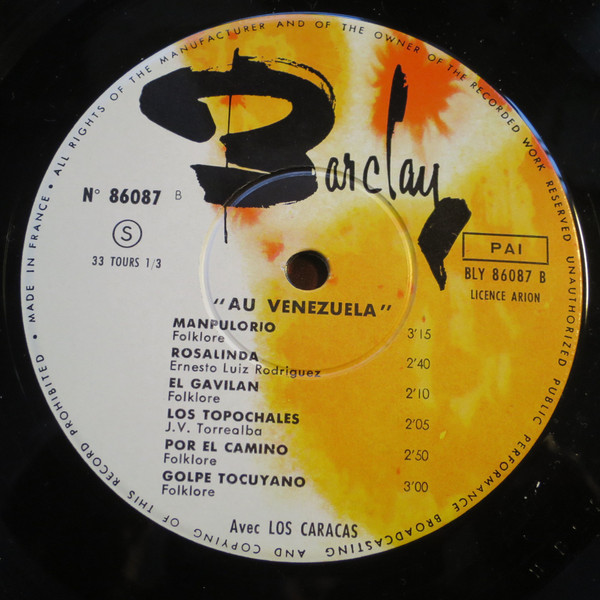 • ALL RIGHTS OF THE MANUFACTURER AND OF THE OWNER OF THE RECORDED WORK RESERVED UNAUTHORIZED PUBLIC PERFORMANCE BROADCASTING AND COPYING OF THIS RECORD PROHIBITED • MADE IN FRANCE
Barclay
N° 86087 B
S
33 TOURS 1/3
PAI
BLY 86087 B
LICENCE ARION
"AU VENEZUELA"
MANPULORIO 3'15
Folklore
ROSALINDA 2'40
Ernesto Luiz Rodriguez
EL GAVILAN 2'10
Folklore
LOS TOPOCHALES 2'05
J.V. Torrealba
POR EL CAMINO 2'50
Folklore
GOLPE TOCUYANO 3'00
Folklore
Avec LOS CARACAS